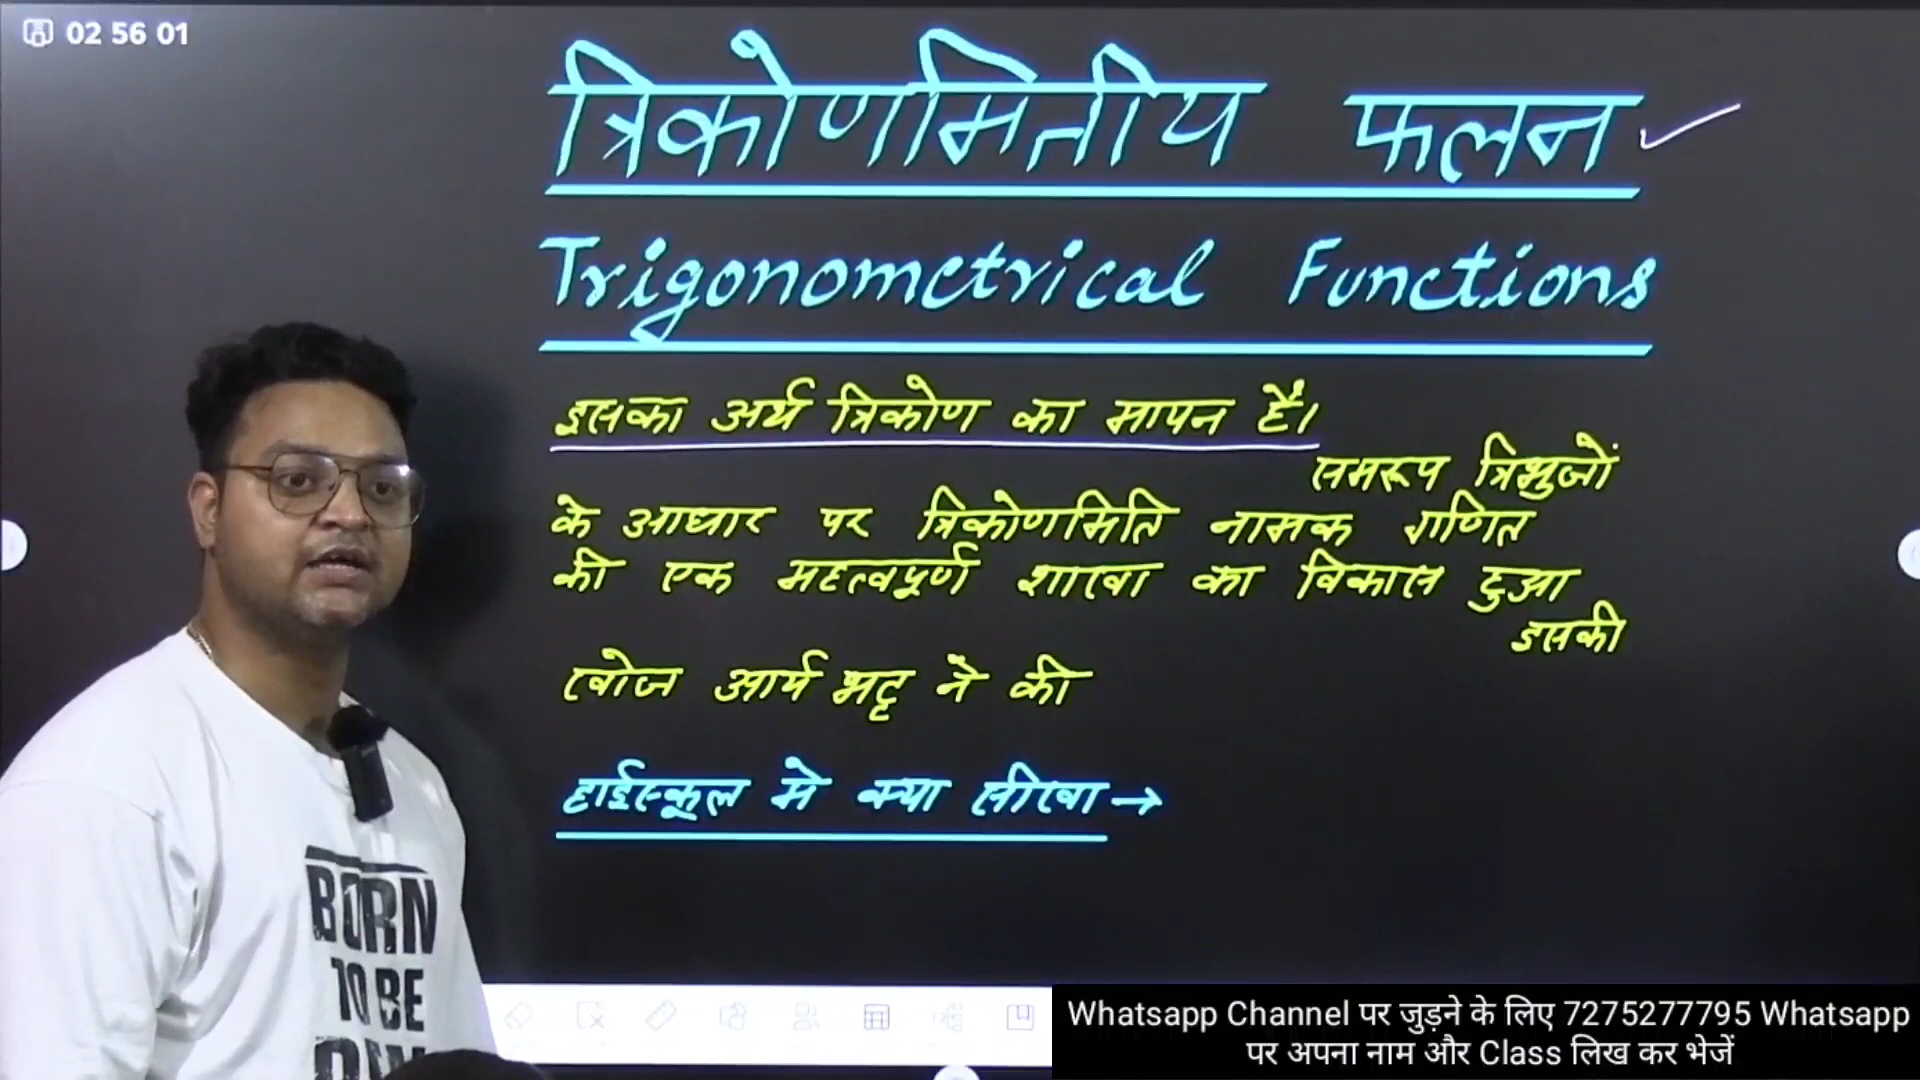 02 56 01
त्रिकोणमितीय फलन
Trigonometrical Functions
इसका अर्थ त्रिकोण का मापन है।
समरूप त्रिभुजों
के आधार पर त्रिकोणमिति नामक गणित
की एक महत्वपूर्ण शाखा का विकास हुआ
इसकी
खोज आर्य भट्ट ने की
हाईस्कूल मे क्या सीखा →
BORN
TO BE
Whatsapp Channel पर जुड़ने के लिए 7275277795 Whatsapp
पर अपना नाम और Class लिख कर भेजें